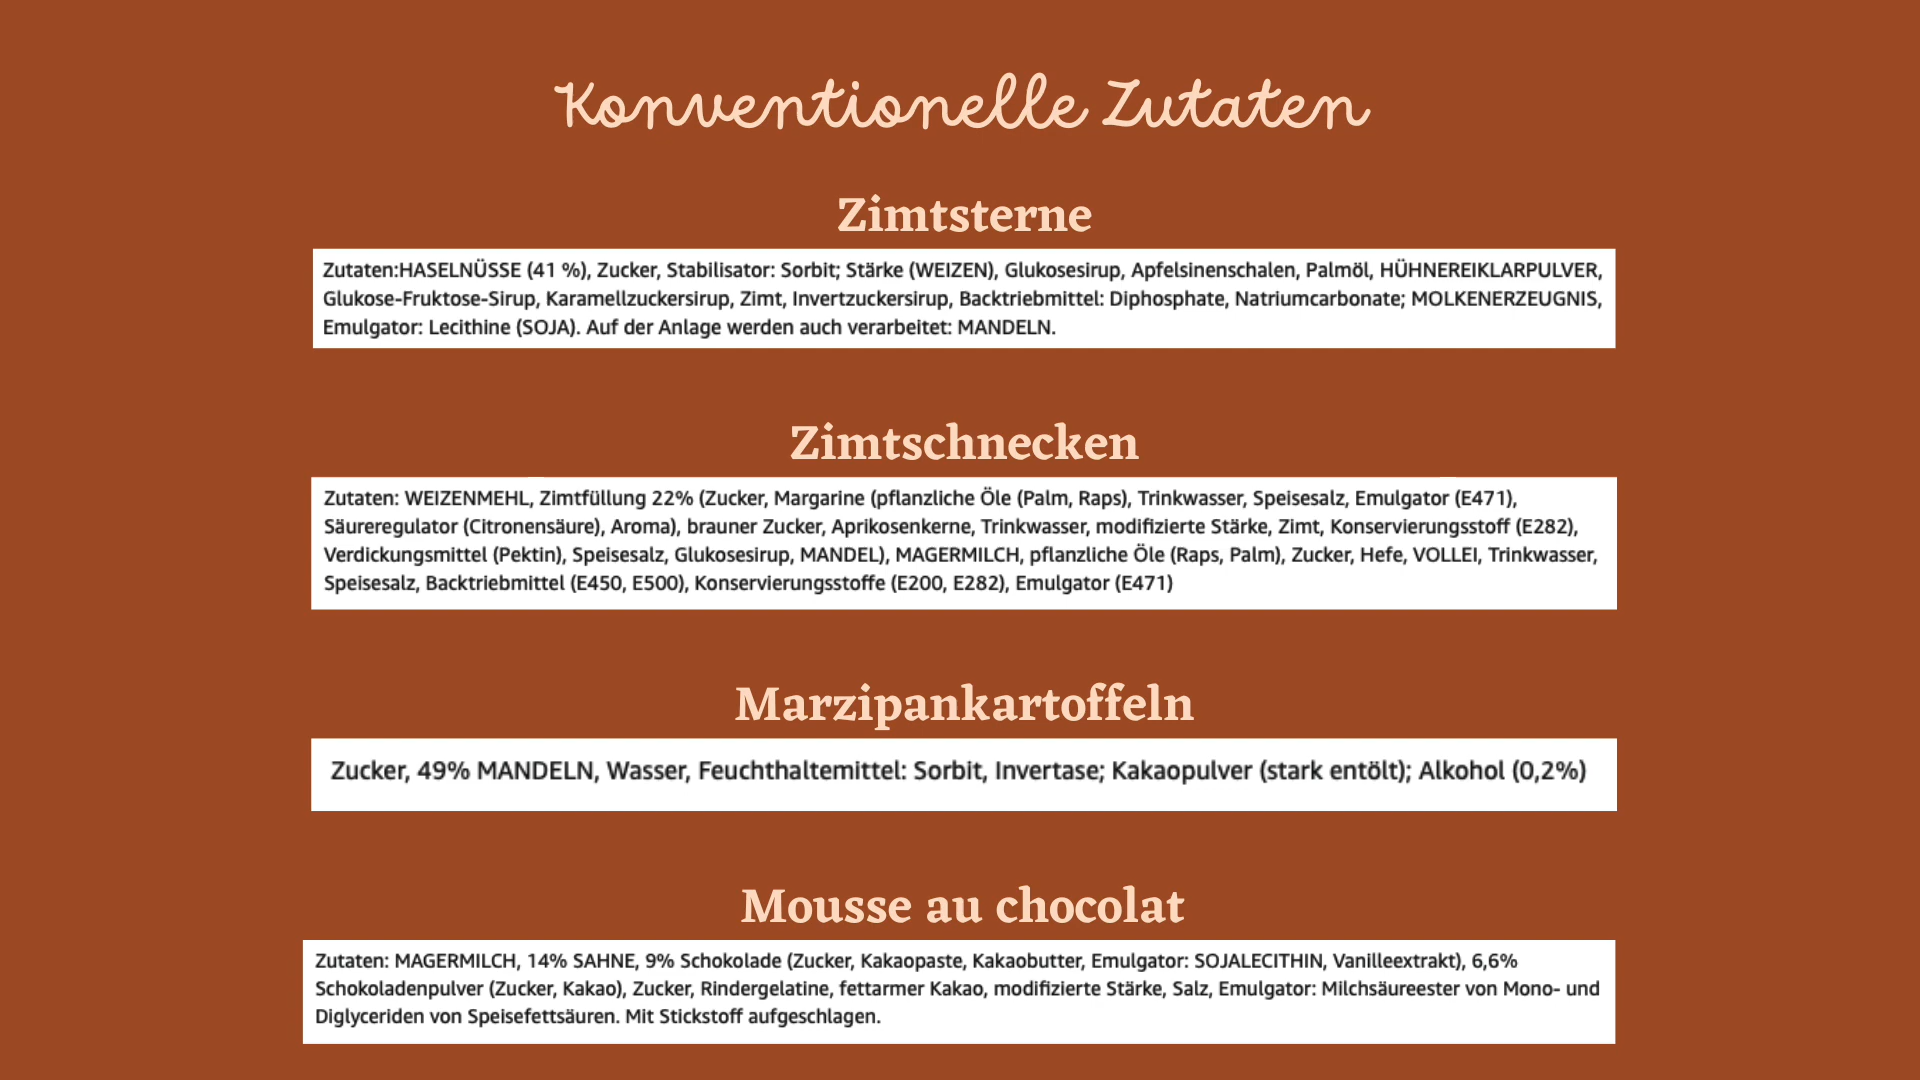 Konventionelle Zutaten
Zimtsterne
Zutaten:HASELNÜSSE (41 %), Zucker, Stabilisator: Sorbit; Stärke (WEIZEN), Glukosesirup, Apfelsinenschalen, Palmöl, HÜHNEREIKLARPULVER,
Glukose-Fruktose-Sirup, Karamellzuckersirup, Zimt, Invertzuckersirup, Backtriebmittel: Diphosphate, Natriumcarbonate; MOLKENERZEUGNIS,
Emulgator: Lecithine (SOJA). Auf der Anlage werden auch verarbeitet: MANDELN.
Zimtschnecken
Zutaten: WEIZENMEHL, Zimtfüllung 22% (Zucker, Margarine (pflanzliche Öle (Palm, Raps), Trinkwasser, Speisesalz, Emulgator (E471),
Säureregulator (Citronensäure), Aroma), brauner Zucker, Aprikosenkerne, Trinkwasser, modifizierte Stärke, Zimt, Konservierungsstoff (E282),
Verdickungsmittel (Pektin), Speisesalz, Glukosesirup, MANDEL), MAGERMILCH, pflanzliche Öle (Raps, Palm), Zucker, Hefe, VOLLEI, Trinkwasser,
Speisesalz, Backtriebmittel (E450, E500), Konservierungsstoffe (E200, E282), Emulgator (E471)
Marzipankartoffeln
Zucker, 49% MANDELN, Wasser, Feuchthaltemittel: Sorbit, Invertase; Kakaopulver (stark entölt); Alkohol (0,2%)
Mousse au chocolat
Zutaten: MAGERMILCH, 14% SAHNE, 9% Schokolade (Zucker, Kakaopaste, Kakaobutter, Emulgator: SOJALECITHIN, Vanilleextrakt), 6,6%
Schokoladenpulver (Zucker, Kakao), Zucker, Rindergelatine, fettarmer Kakao, modifizierte Stärke, Salz, Emulgator: Milchsäureester von Mono- und
Diglyceriden von Speisefettsäuren. Mit Stickstoff aufgeschlagen.